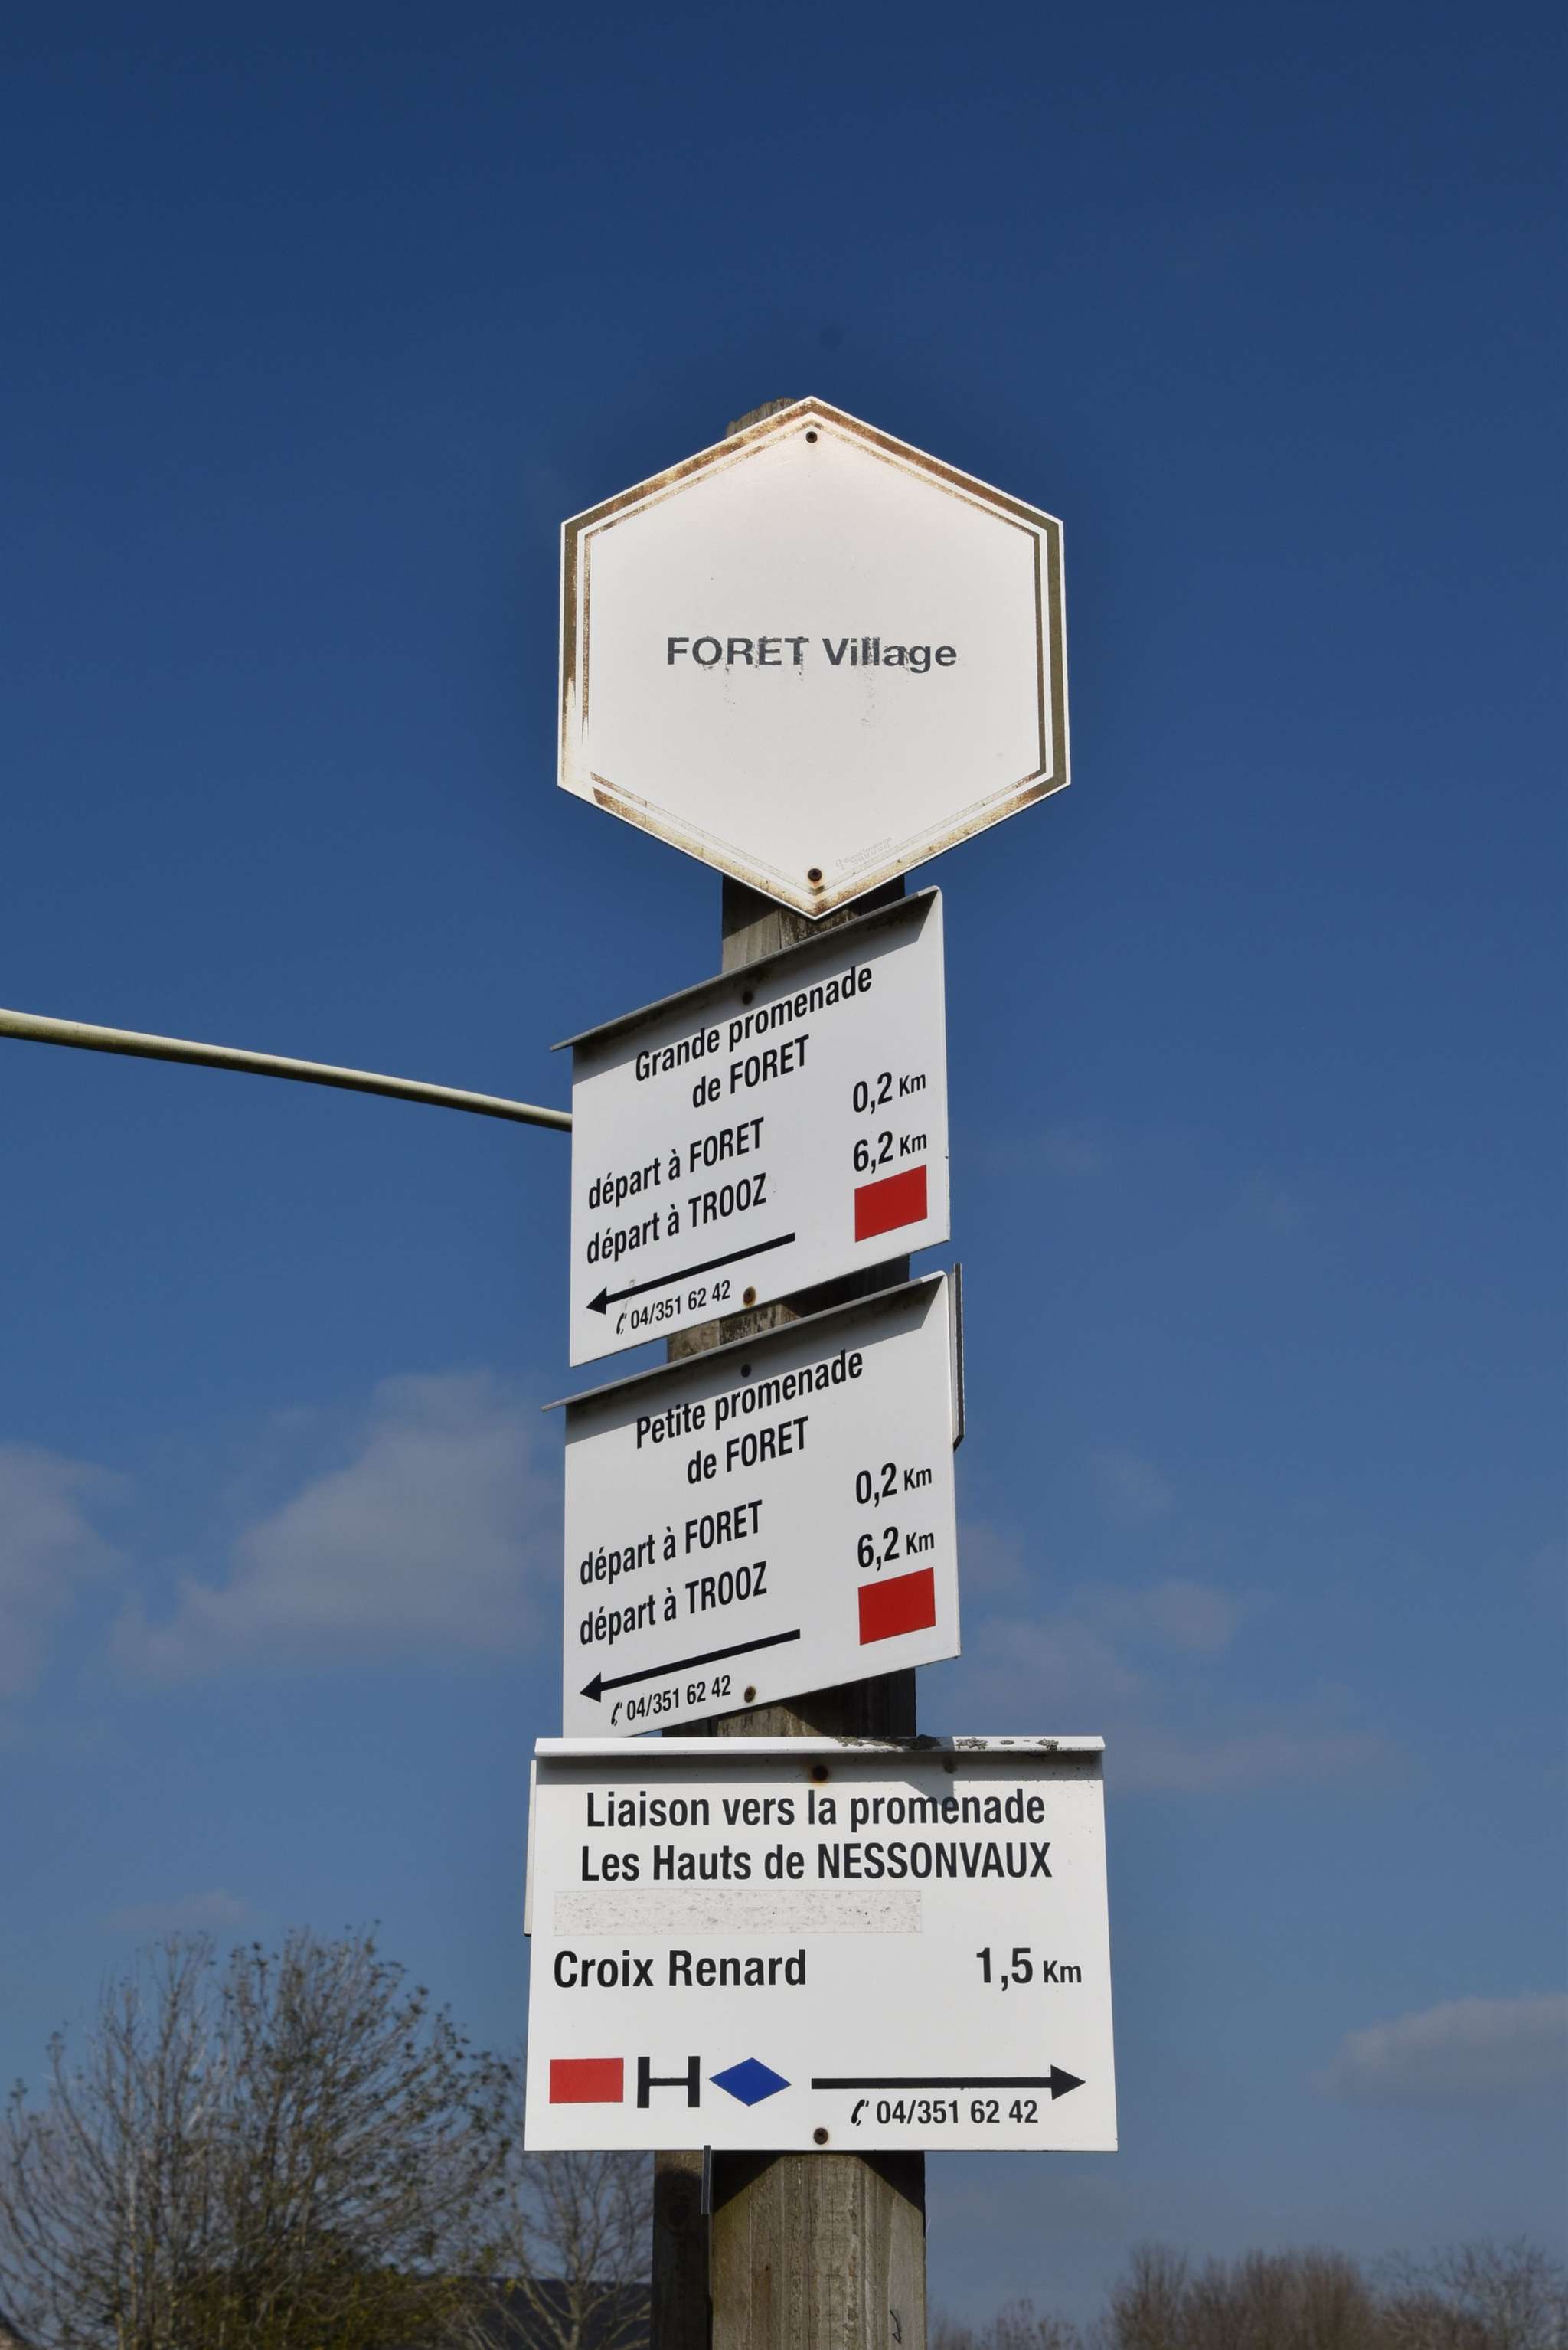 FORET Village
Grande promenade
de FORET
départ à FORET 0,2 Km
départ à TROOZ 6,2 Km
04/351 62 42
Petite promenade
de FORET
départ à FORET 0,2 Km
départ à TROOZ 6,2 Km
04/351 62 42
Liaison vers la promenade
Les Hauts de NESSONVAUX
Croix Renard 1,5 Km
H
04/351 62 42